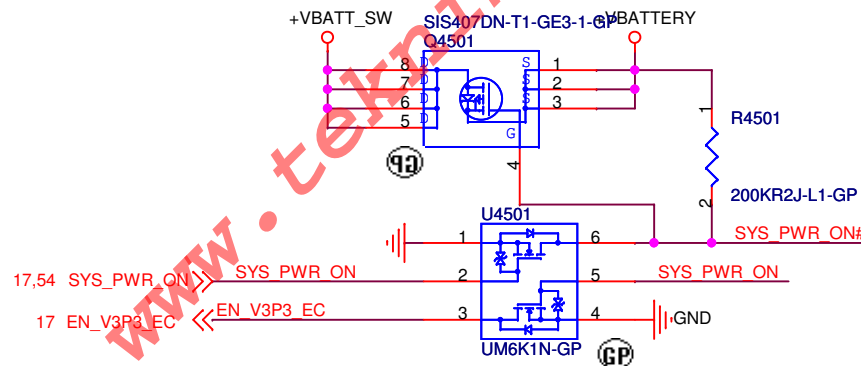 +VBATT_SW
SIS407DN-T1-GE3-1-GP
+VBATTERY
Q4501
8 D S 1
7 D S 2
6 D S 3
5 D
G
4
GP
1
R4501
2
200KR2J-L1-GP
U4501
1 6
SYS_PWR_ON#
17,54 SYS_PWR_ON
SYS_PWR_ON
2 5
SYS_PWR_ON
17 EN_V3P3_EC
EN_V3P3_EC
3 4
GND
UM6K1N-GP
GP
www.tekni